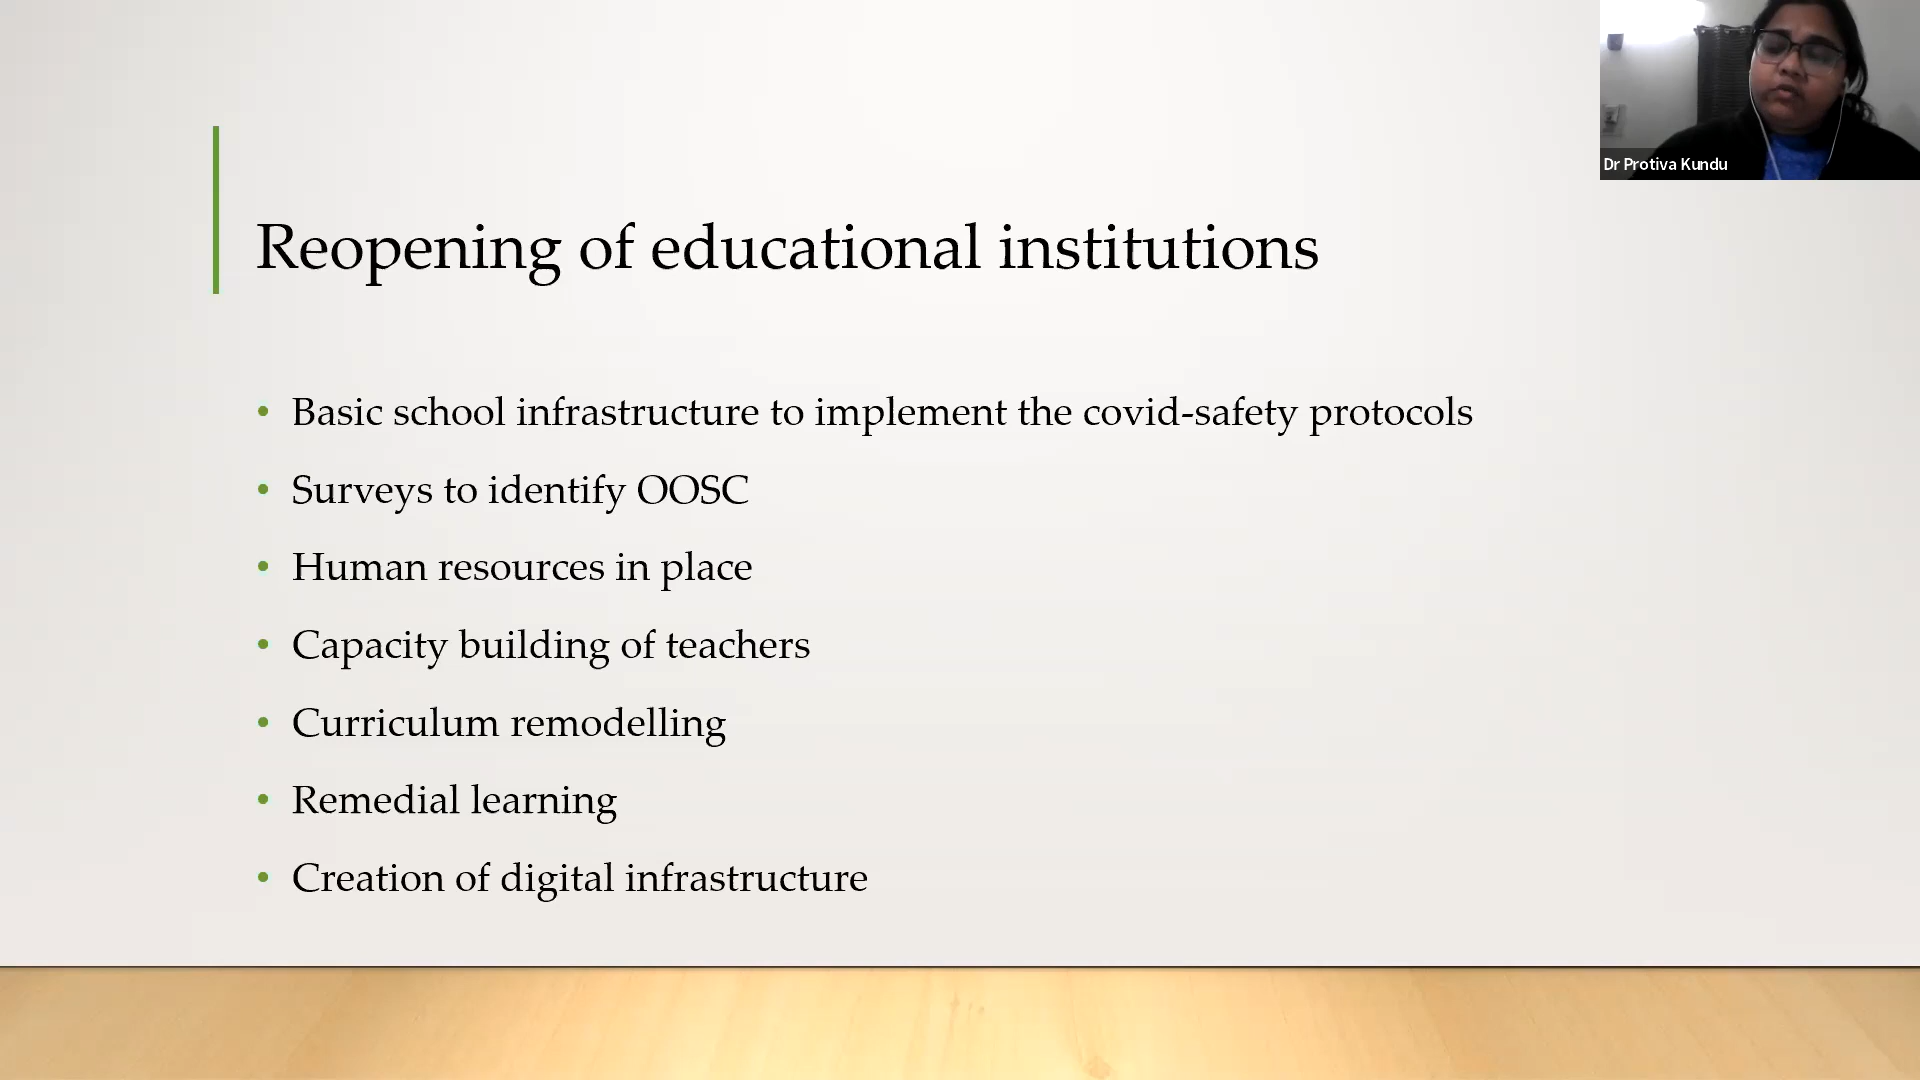 Dr Protiva Kundu
Reopening of educational institutions
• Basic school infrastructure to implement the covid-safety protocols
• Surveys to identify OOSC
• Human resources in place
• Capacity building of teachers
• Curriculum remodelling
• Remedial learning
• Creation of digital infrastructure